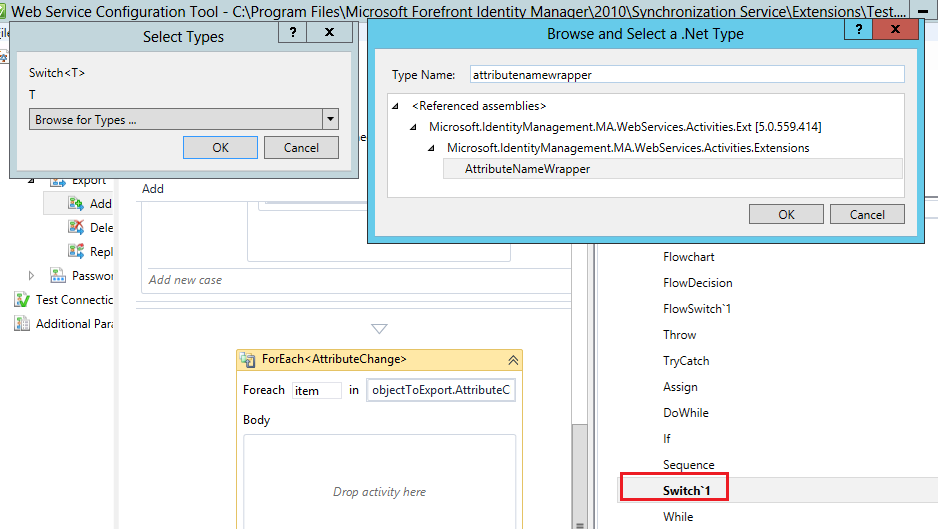 Web Service Configuration Tool - C:\Program Files\Microsoft Forefront Identity Manager\2010\Synchronization Service\Extensions\Test....
Select Types
?
x
Switch<T>
T
Browse for Types ...
OK
Cancel
Browse and Select a .Net Type
?
x
Type Name:
attributenamewrapper
<Referenced assemblies>
Microsoft.IdentityManagement.MA.WebServices.Activities.Ext [5.0.559.414]
Microsoft.IdentityManagement.MA.WebServices.Activities.Extensions
AttributeNameWrapper
OK
Cancel
Export
Add
Dele
Repl
Passwor
Test Connectic
Additional Para
Add
Add new case
ForEach<AttributeChange>
Foreach item in objectToExport.AttributeC
Body
Drop activity here
Flowchart
FlowDecision
FlowSwitch`1
Throw
TryCatch
Assign
DoWhile
If
Sequence
Switch`1
While